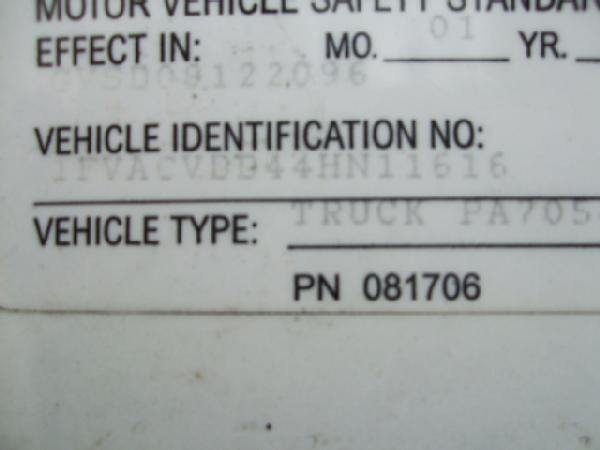 MOTOR VEHICLE SAFETY STANDAR
EFFECT IN: MO. 01 YR.
VEHICLE IDENTIFICATION NO:
1FVACVDD44HN11616
VEHICLE TYPE: TRUCK PA705
PN 081706